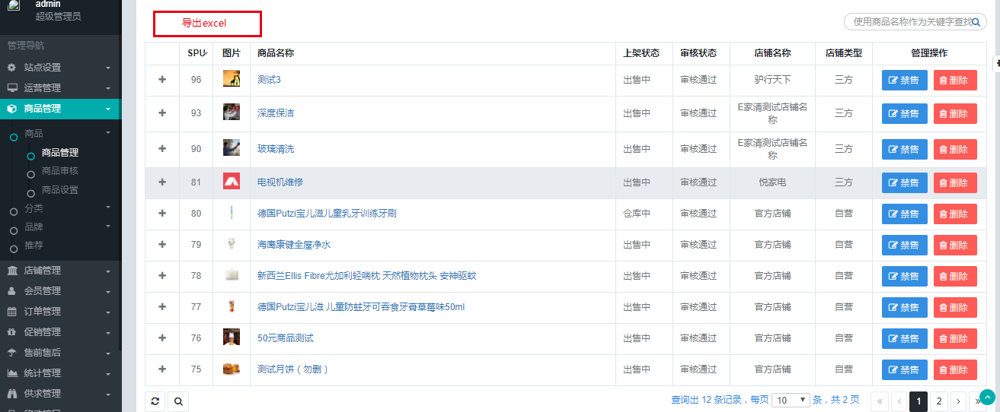 admin
超级管理员
管理导航
站点设置
运营管理
商品管理
商品
商品管理
商品审核
商品设置
分类
品牌
推荐
店铺管理
会员管理
订单管理
促销管理
售前售后
统计管理
供求管理
导出excel
使用商品名称作为关键字查找
SPU 图片 商品名称 上架状态 审核状态 店铺名称 店铺类型 管理操作
96 测试3 出售中 审核通过 驴行天下 三方 禁售 删除
93 深度保洁 出售中 审核通过 E家清测试店铺名称 三方 禁售 删除
90 玻璃清洗 出售中 审核通过 E家清测试店铺名称 三方 禁售 删除
81 电视机维修 出售中 审核通过 悦家电 三方 禁售 删除
80 德国Putzi宝儿滋儿童乳牙训练牙刷 仓库中 审核通过 官方店铺 自营 禁售 删除
79 海鹰康健全屋净水 出售中 审核通过 官方店铺 自营 禁售 删除
78 新西兰Ellis Fibre尤加利轻喘枕 天然植物枕头 安神驱蚊 出售中 审核通过 官方店铺 自营 禁售 删除
77 德国Putzi宝儿滋 儿童防蛀牙可吞食牙膏草莓味50ml 出售中 审核通过 官方店铺 自营 禁售 删除
76 50元商品测试 出售中 审核通过 官方店铺 自营 禁售 删除
75 测试月饼（勿删） 出售中 审核通过 官方店铺 自营 禁售 删除
查询出 12 条记录，每页 10 条，共 2 页 « ‹ 1 2 › »